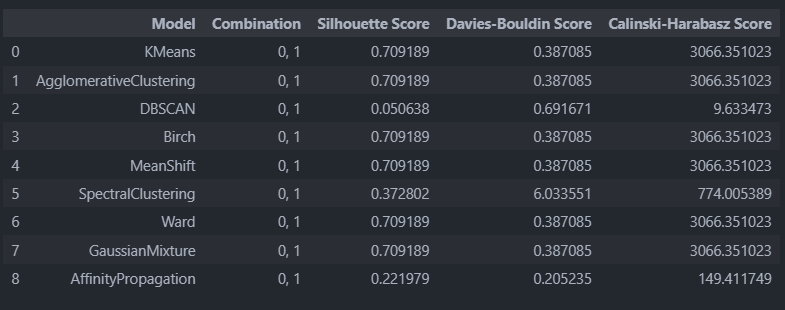 Model Combination Silhouette Score Davies-Bouldin Score Calinski-Harabasz Score
0 KMeans 0, 1 0.709189 0.387085 3066.351023
1 AgglomerativeClustering 0, 1 0.709189 0.387085 3066.351023
2 DBSCAN 0, 1 0.050638 0.691671 9.633473
3 Birch 0, 1 0.709189 0.387085 3066.351023
4 MeanShift 0, 1 0.709189 0.387085 3066.351023
5 SpectralClustering 0, 1 0.372802 6.033551 774.005389
6 Ward 0, 1 0.709189 0.387085 3066.351023
7 GaussianMixture 0, 1 0.709189 0.387085 3066.351023
8 AffinityPropagation 0, 1 0.221979 0.205235 149.411749